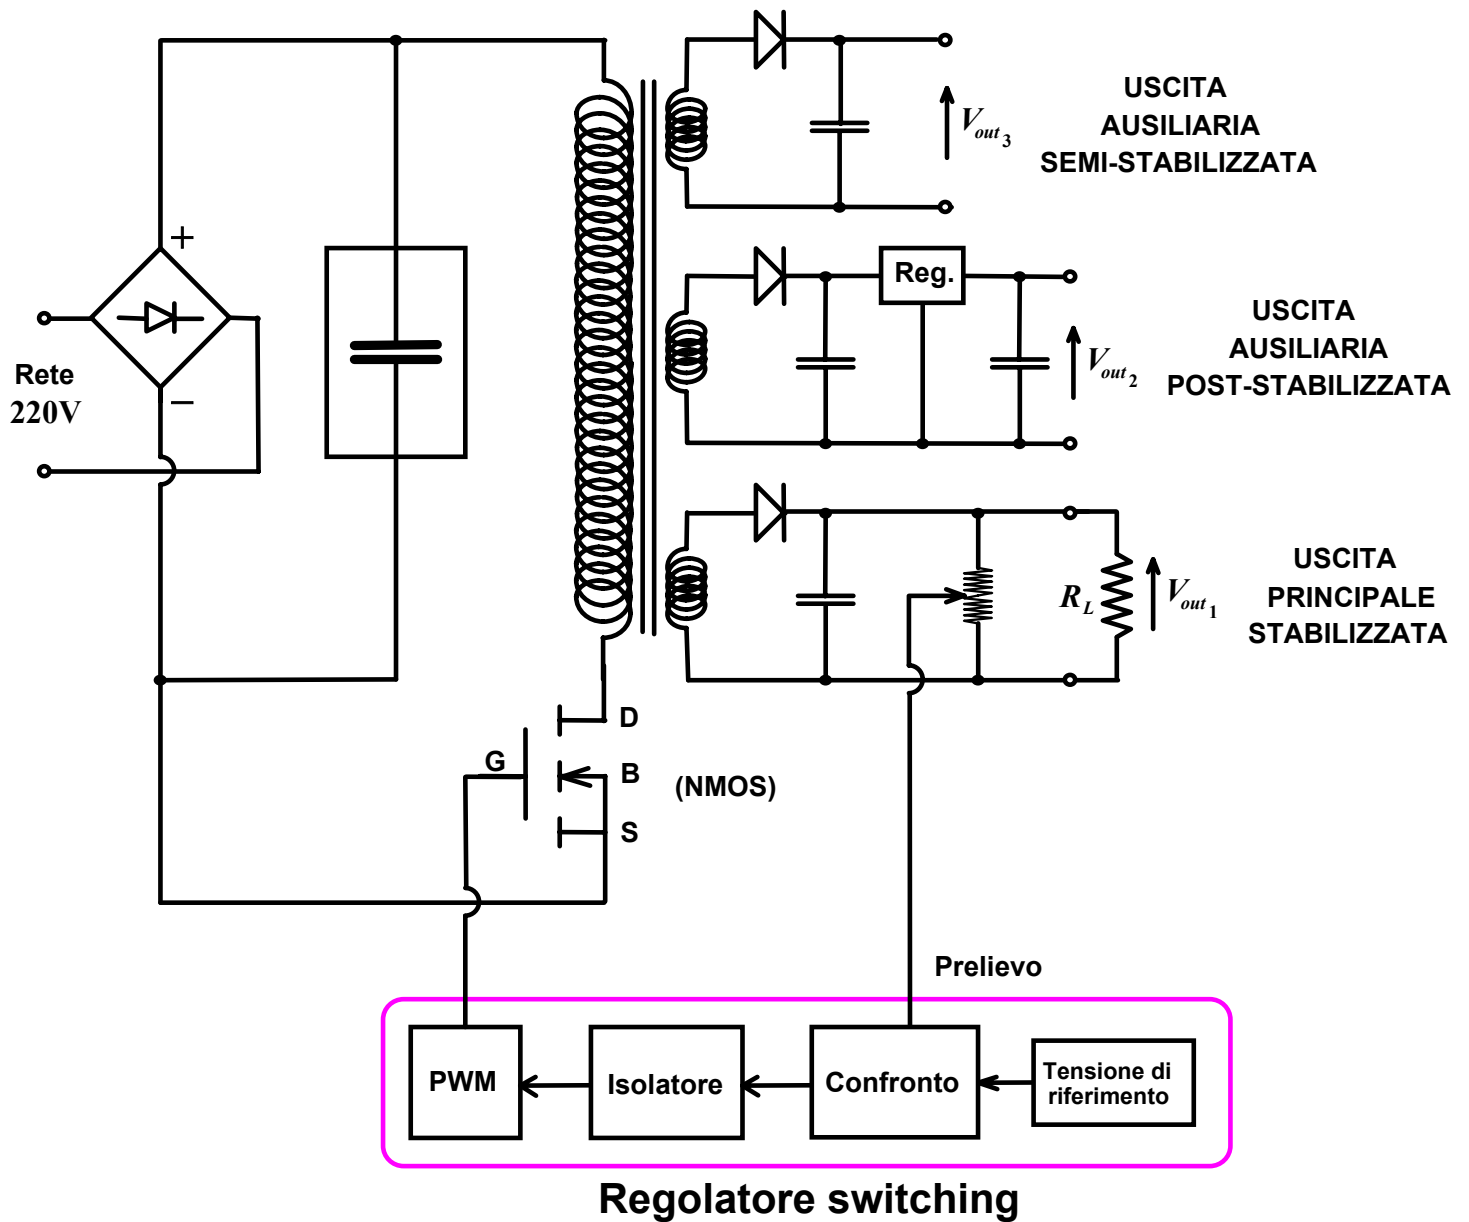 USCITA
AUSILIARIA
SEMI-STABILIZZATA
Vout3
+
Reg.
USCITA
AUSILIARIA
POST-STABILIZZATA
Vout2
Rete
220V
−
USCITA
PRINCIPALE
STABILIZZATA
RL
Vout1
D
G
B
(NMOS)
S
Prelievo
PWM
Isolatore
Confronto
Tensione di
riferimento
Regolatore switching